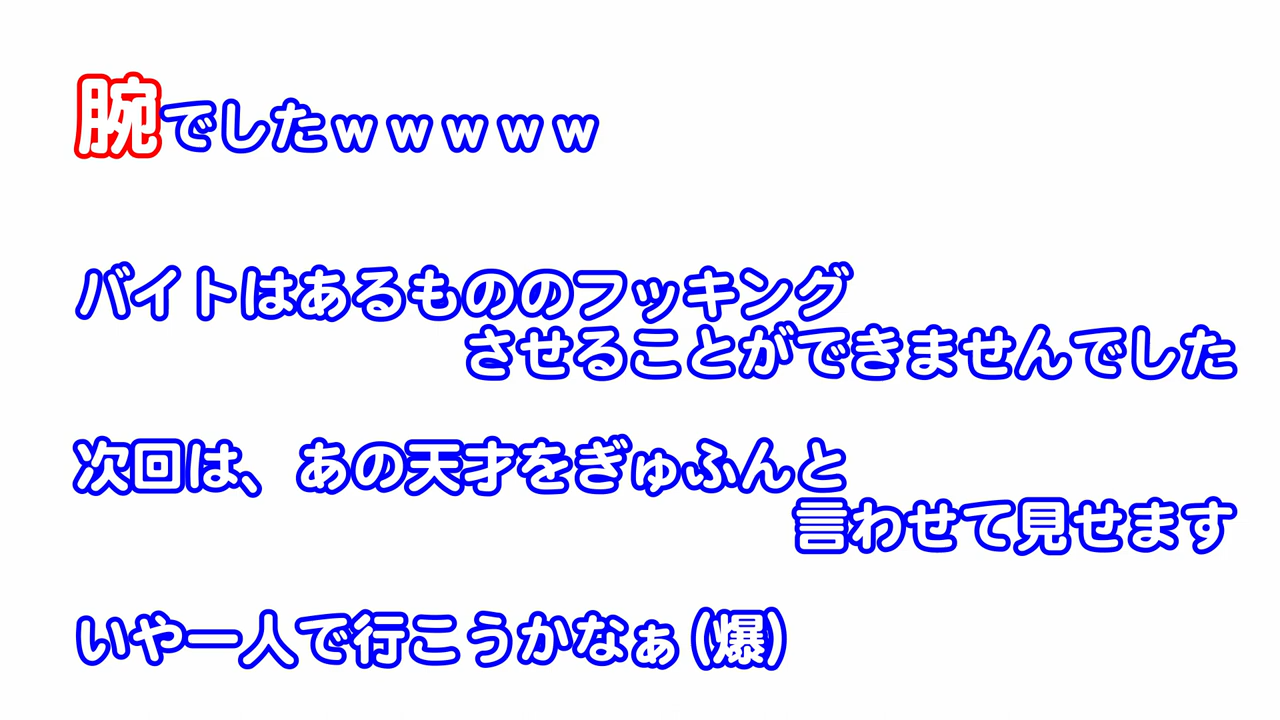 腕でしたｗｗｗｗｗ
バイトはあるもののフッキング
させることができませんでした
次回は、あの天才をぎゅふんと
言わせて見せます
いや一人で行こうかなぁ(爆)